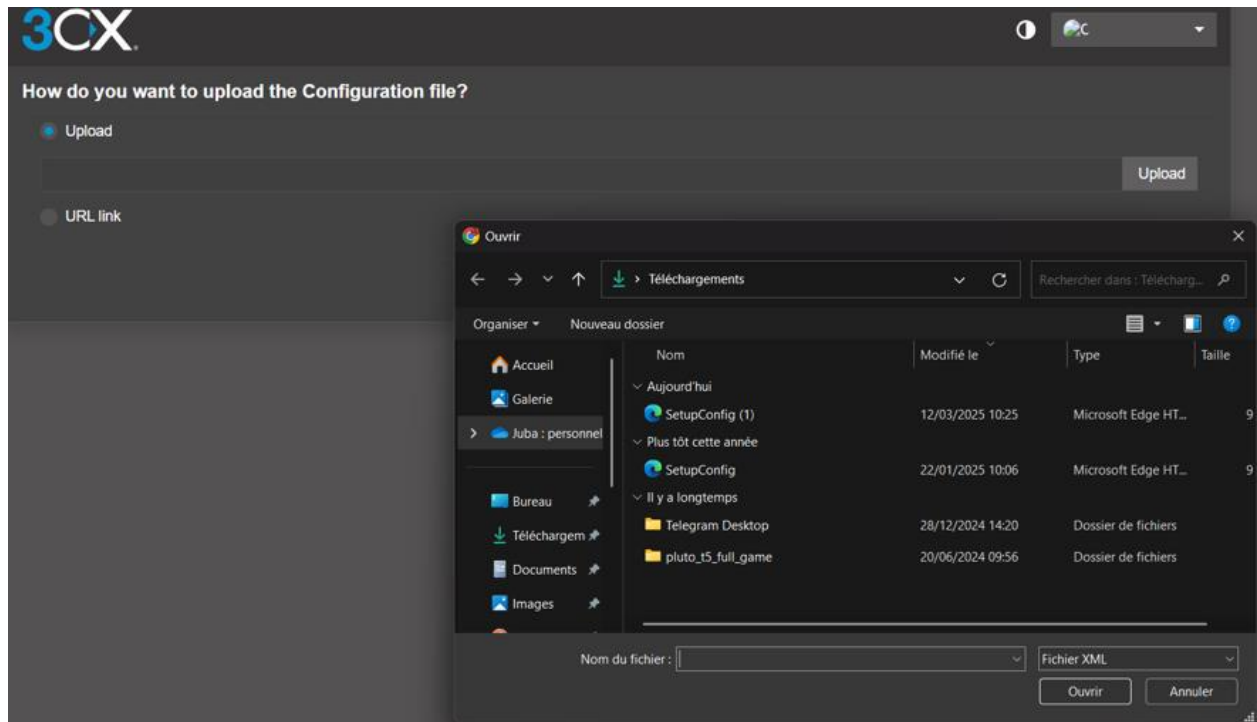 3CX.
C
How do you want to upload the Configuration file?
Upload
Upload
URL link
Ouvrir
Téléchargements
Rechercher dans : Télécharg...
Organiser
Nouveau dossier
Nom
Modifié le
Type
Taille
Accueil
Galerie
Juba : personnel
Bureau
Téléchargem
Documents
Images
Aujourd'hui
SetupConfig (1) 12/03/2025 10:25 Microsoft Edge HT... 9
Plus tôt cette année
SetupConfig 22/01/2025 10:06 Microsoft Edge HT... 9
Il y a longtemps
Telegram Desktop 28/12/2024 14:20 Dossier de fichiers
pluto_t5_full_game 20/06/2024 09:56 Dossier de fichiers
Nom du fichier :
Fichier XML
Ouvrir
Annuler